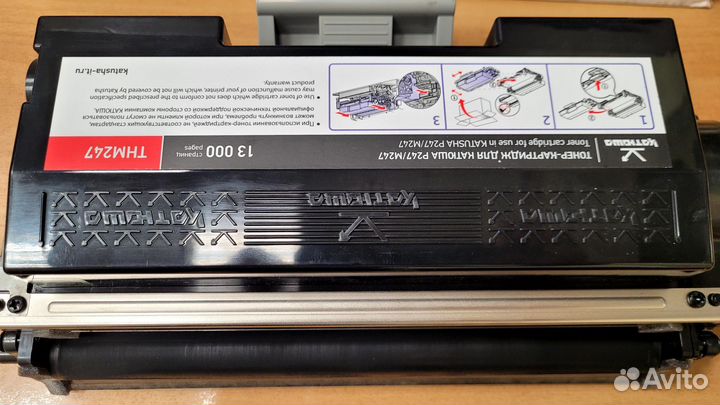 КАТЮША
ТОНЕР-КАРТРИДЖ ДЛЯ КАТЮША P247/M247
Toner cartridge for use in KATUSHA P247/M247
13 000
страниц
pages
THM247
1
2
3
• При использовании тонер-картриджей, не соответствующих стандартам,
может возникнуть проблема, при которой клиенты не смогут пользоваться
официальной технической поддержкой со стороны компании КАТЮША.
• Use of toner cartridge which does not conform to the prescribed specification
may cause malfunction of your printer, which will not be covered by Katusha
product warranty.
katusha-it.ru
КАТЮША
КАТЮША
КАТЮША
Avito